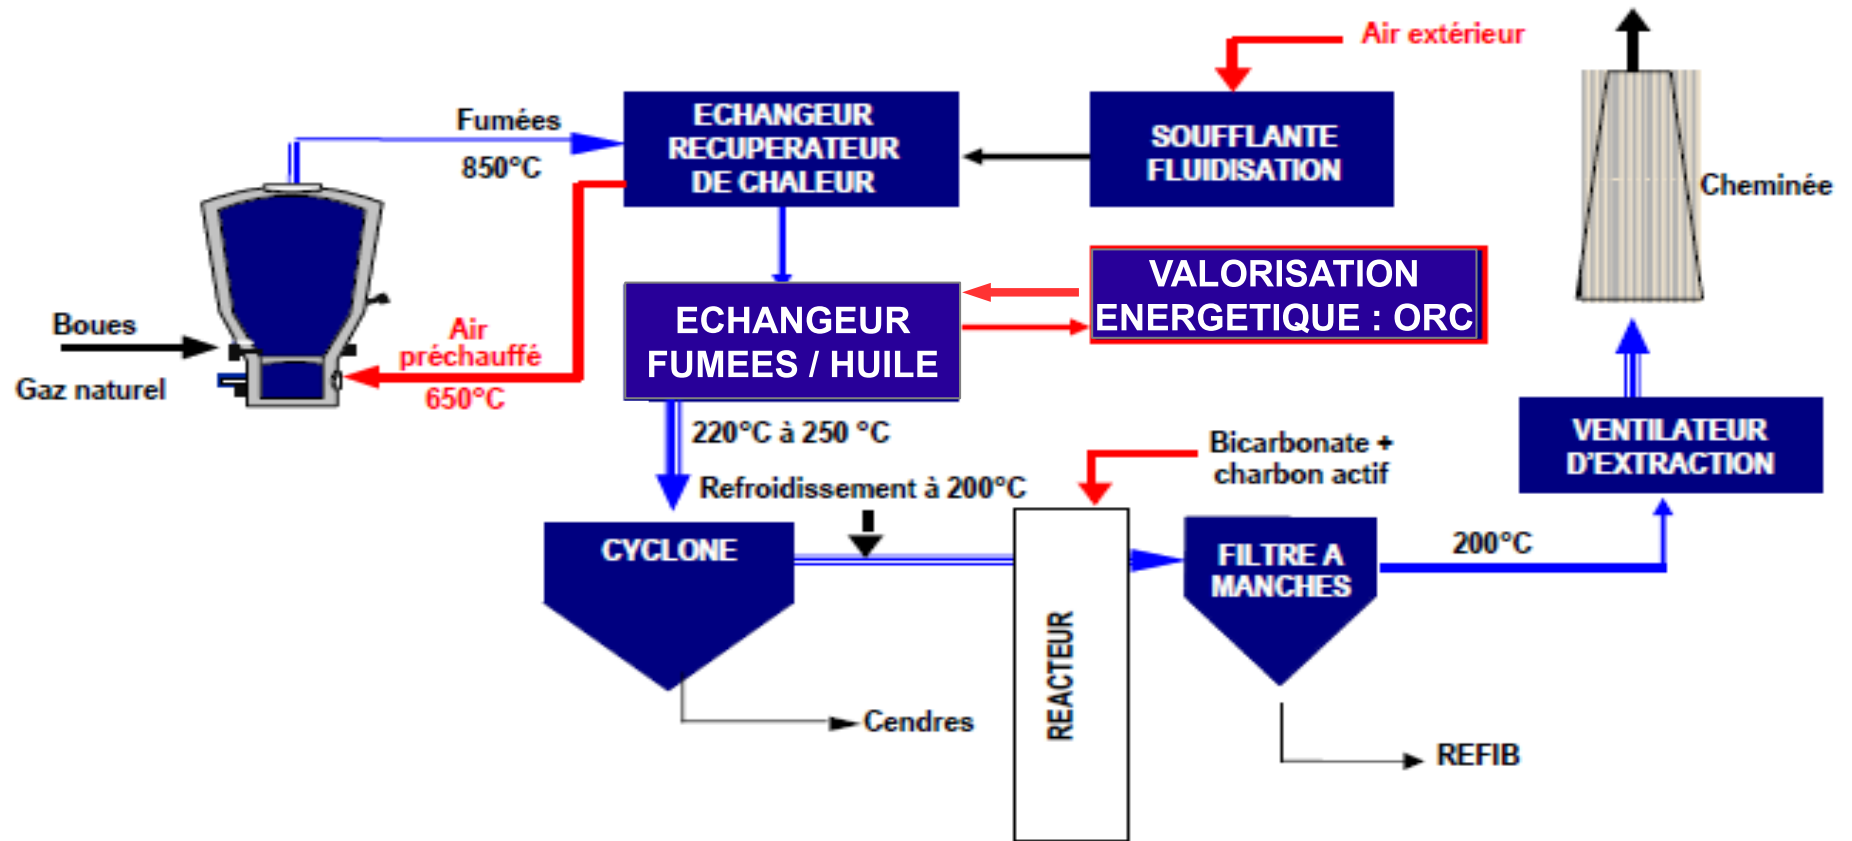 Air extérieur
Fumées
850°C
ECHANGEUR
RECUPERATEUR
DE CHALEUR
SOUFFLANTE
FLUIDISATION
Cheminée
VALORISATION
ENERGETIQUE : ORC
ECHANGEUR
FUMEES / HUILE
Boues
Gaz naturel
Air
préchauffé
650°C
220°C à 250 °C
Refroidissement à 200°C
Bicarbonate +
charbon actif
VENTILATEUR
D'EXTRACTION
CYCLONE
REACTEUR
FILTRE A
MANCHES
200°C
Cendres
REFIB